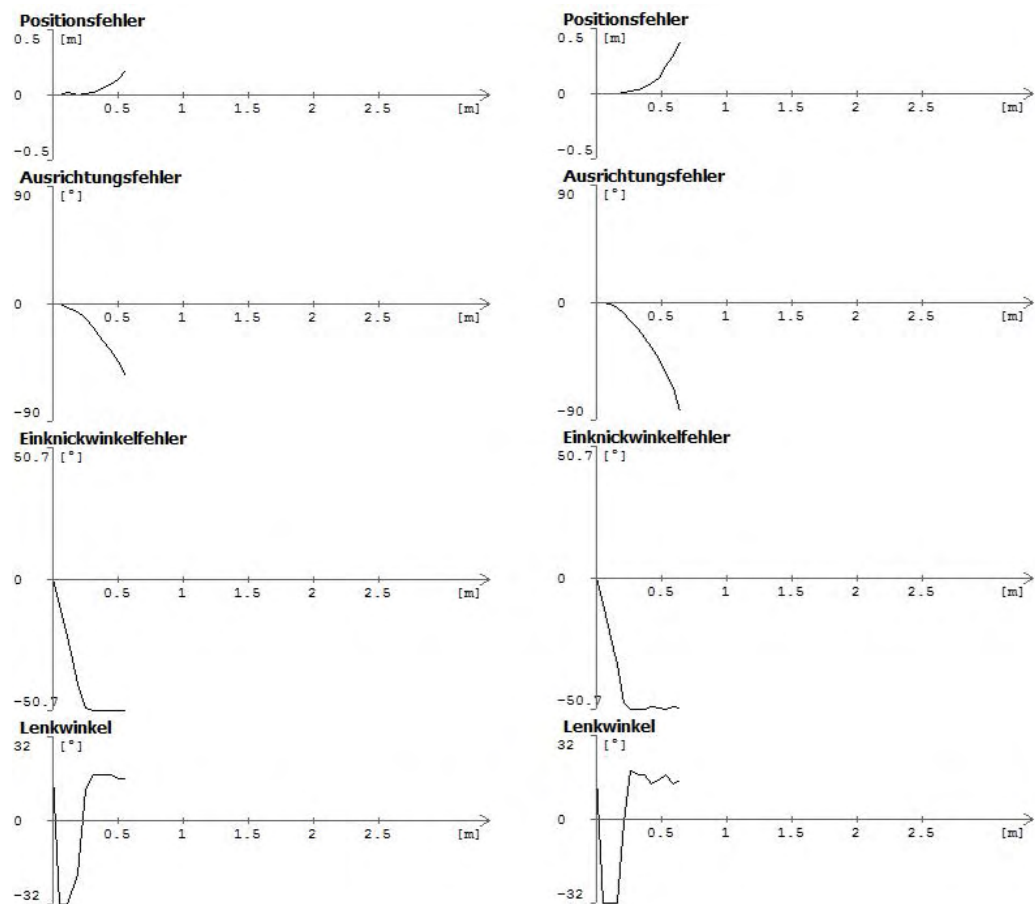 Positionsfehler
0.5 [m]
0
0.5 1 1.5 2 2.5 [m]
-0.5
Ausrichtungsfehler
90 [°]
0
0.5 1 1.5 2 2.5 [m]
-90
Einknickwinkelfehler
50.7 [°]
0
0.5 1 1.5 2 2.5 [m]
-50.7
Lenkwinkel
32 [°]
0
0.5 1 1.5 2 2.5 [m]
-32
Positionsfehler
0.5 [m]
0
0.5 1 1.5 2 2.5 [m]
-0.5
Ausrichtungsfehler
90 [°]
0
0.5 1 1.5 2 2.5 [m]
-90
Einknickwinkelfehler
50.7 [°]
0
0.5 1 1.5 2 2.5 [m]
-50.7
Lenkwinkel
32 [°]
0
0.5 1 1.5 2 2.5 [m]
-32